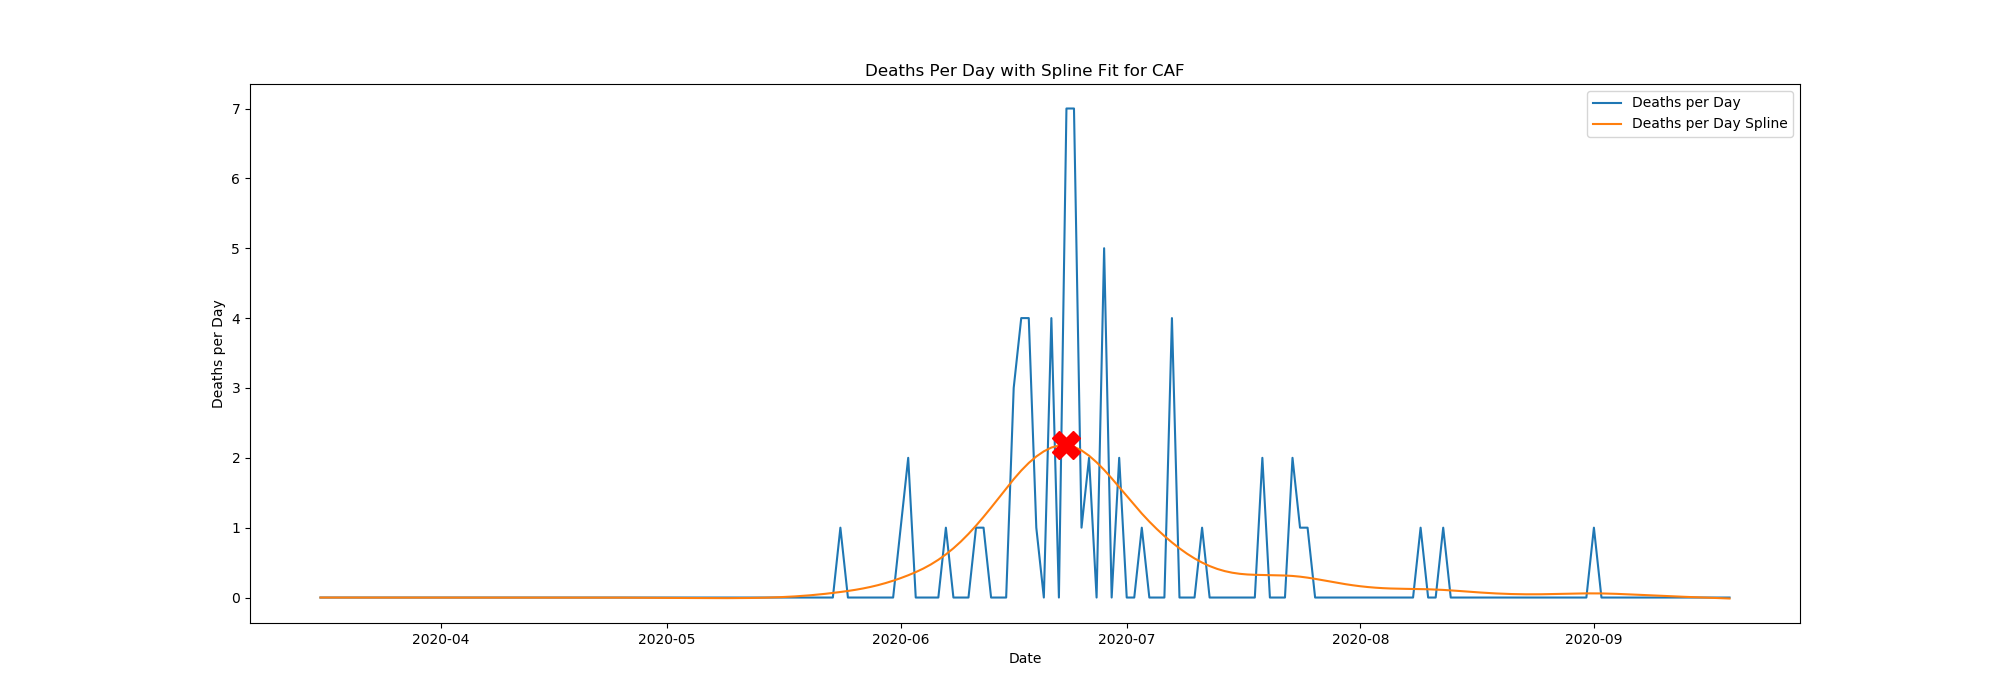 Deaths Per Day with Spline Fit for CAF
Deaths per Day
Deaths per Day Spline
Deaths per Day
7
6
5
4
3
2
1
0
2020-04 2020-05 2020-06 2020-07 2020-08 2020-09
Date